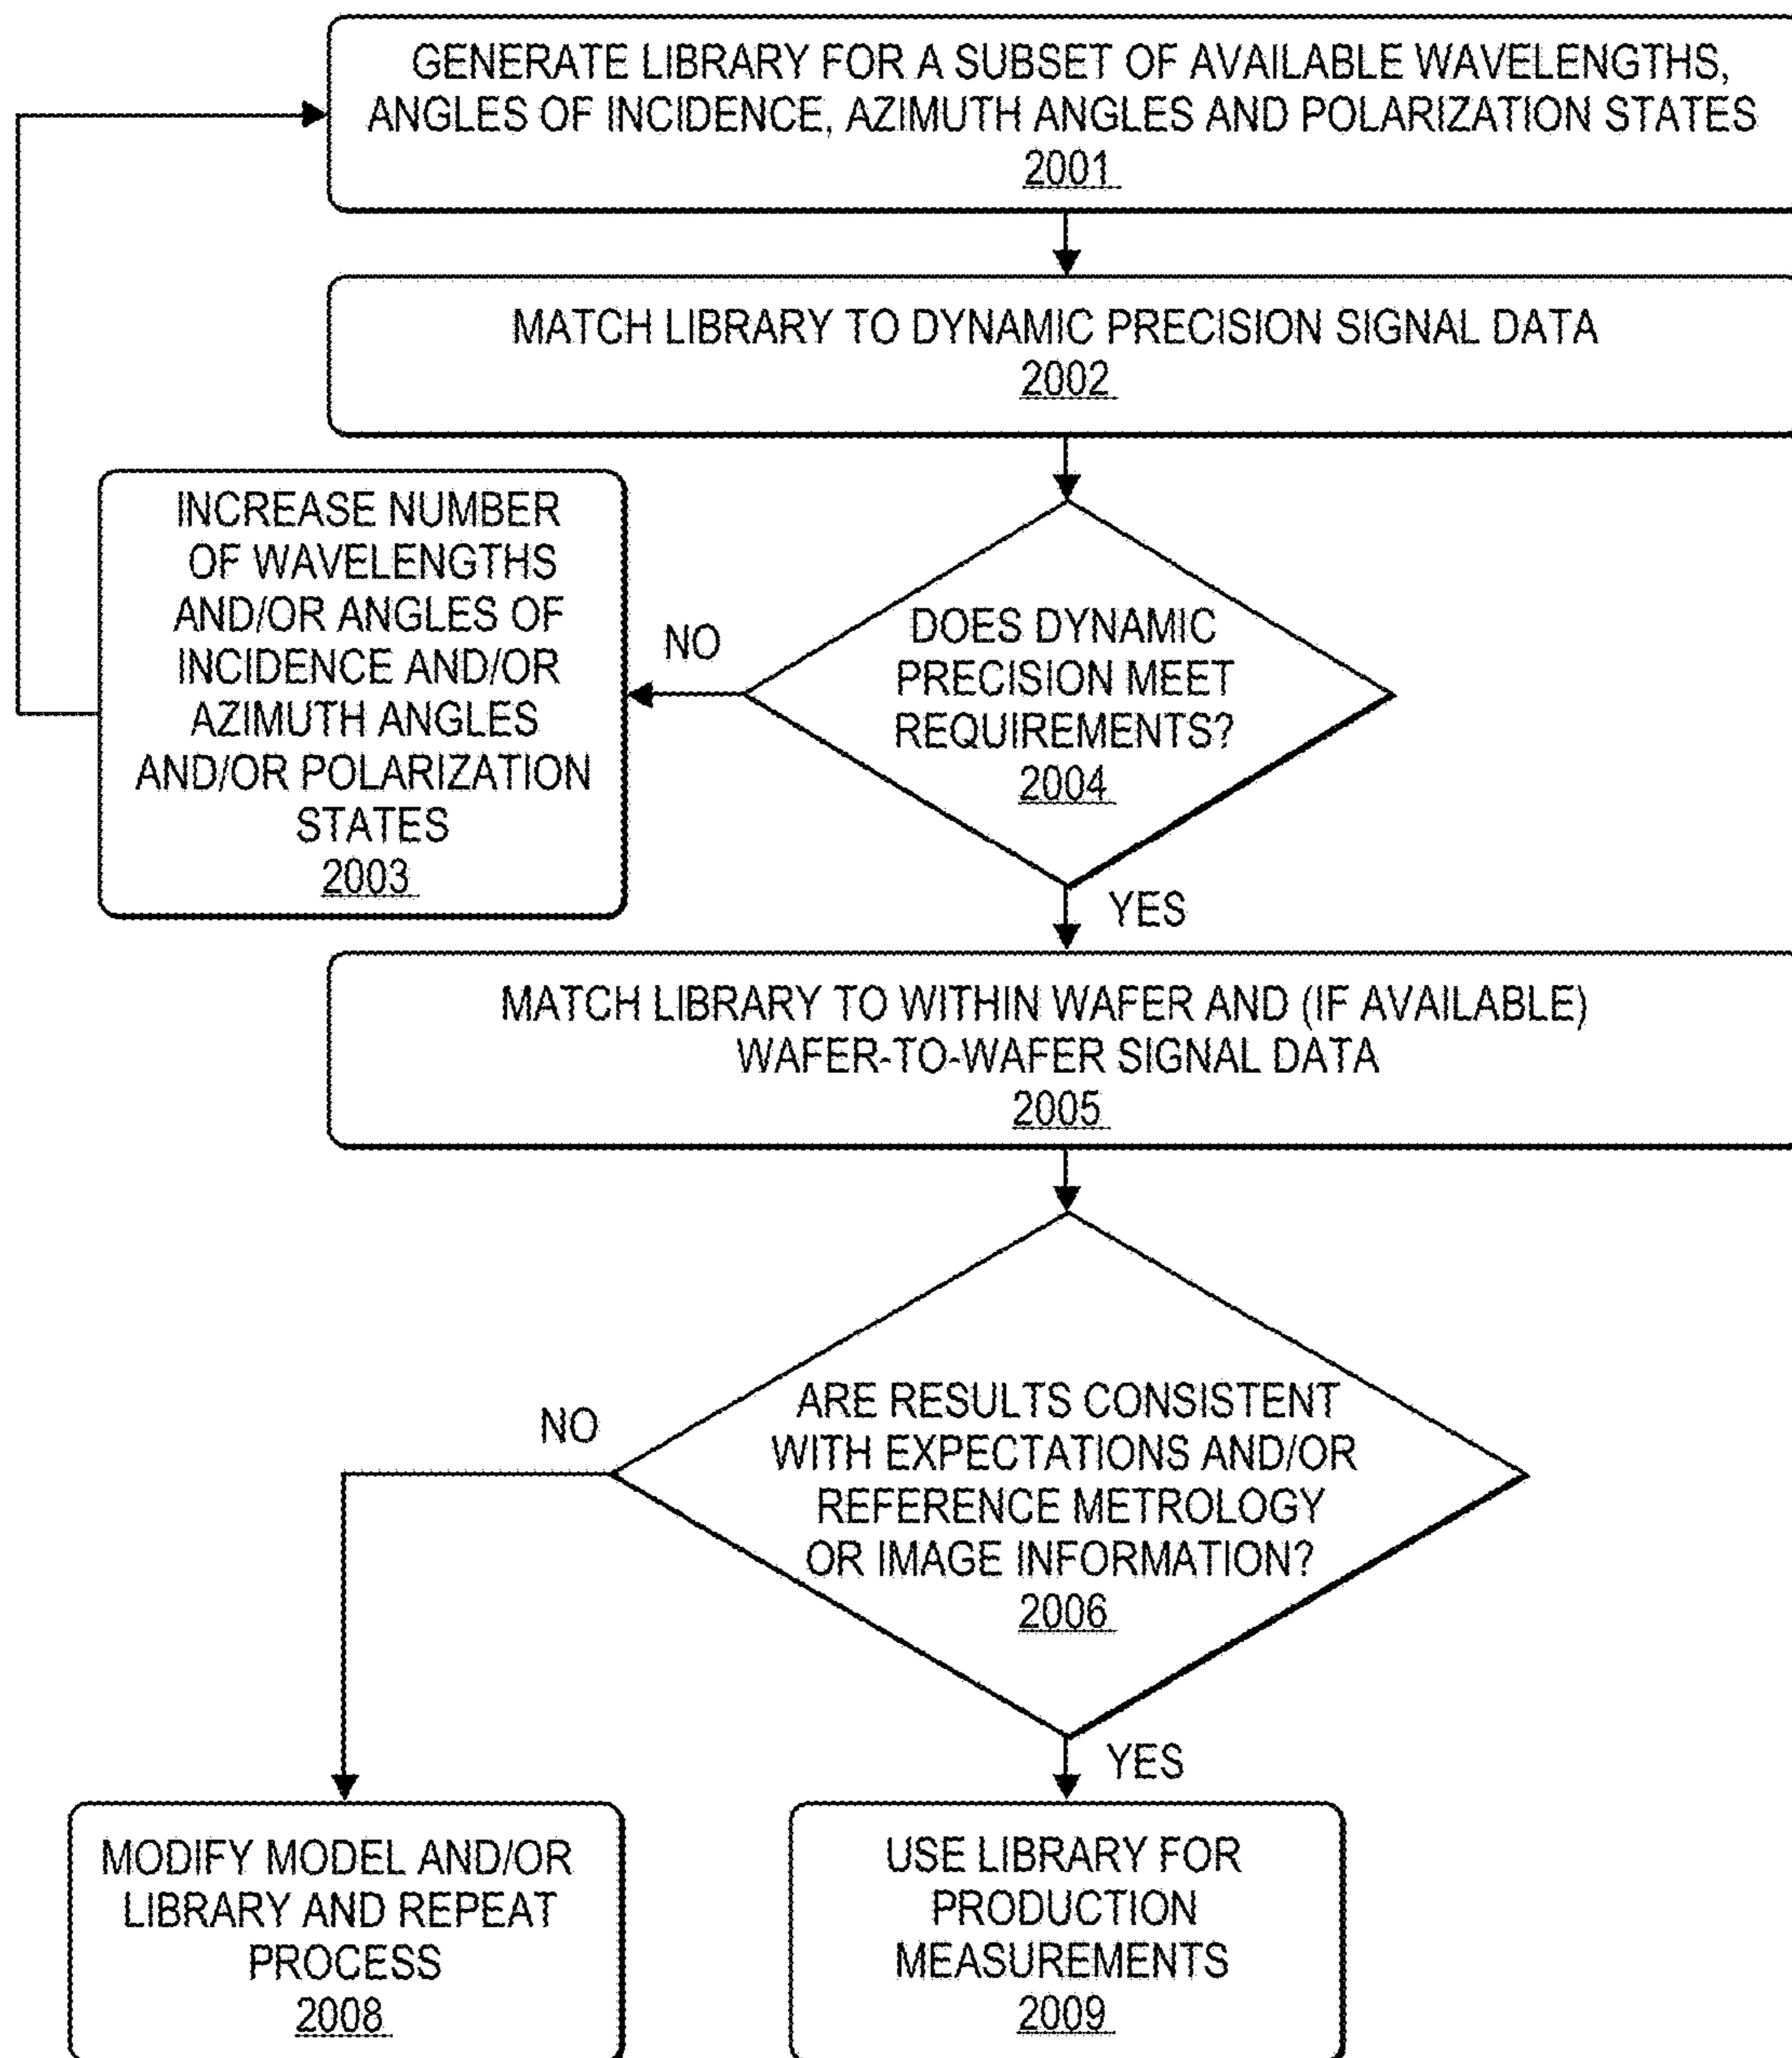 GENERATE LIBRARY FOR A SUBSET OF AVAILABLE WAVELENGTHS,
ANGLES OF INCIDENCE, AZIMUTH ANGLES AND POLARIZATION STATES
2001
MATCH LIBRARY TO DYNAMIC PRECISION SIGNAL DATA
2002
INCREASE NUMBER
OF WAVELENGTHS
AND/OR ANGLES OF
INCIDENCE AND/OR
AZIMUTH ANGLES
AND/OR POLARIZATION
STATES
2003
NO
DOES DYNAMIC
PRECISION MEET
REQUIREMENTS?
2004
YES
MATCH LIBRARY TO WITHIN WAFER AND (IF AVAILABLE)
WAFER-TO-WAFER SIGNAL DATA
2005
NO
ARE RESULTS CONSISTENT
WITH EXPECTATIONS AND/OR
REFERENCE METROLOGY
OR IMAGE INFORMATION?
2006
YES
MODIFY MODEL AND/OR
LIBRARY AND REPEAT
PROCESS
2008
USE LIBRARY FOR
PRODUCTION
MEASUREMENTS
2009